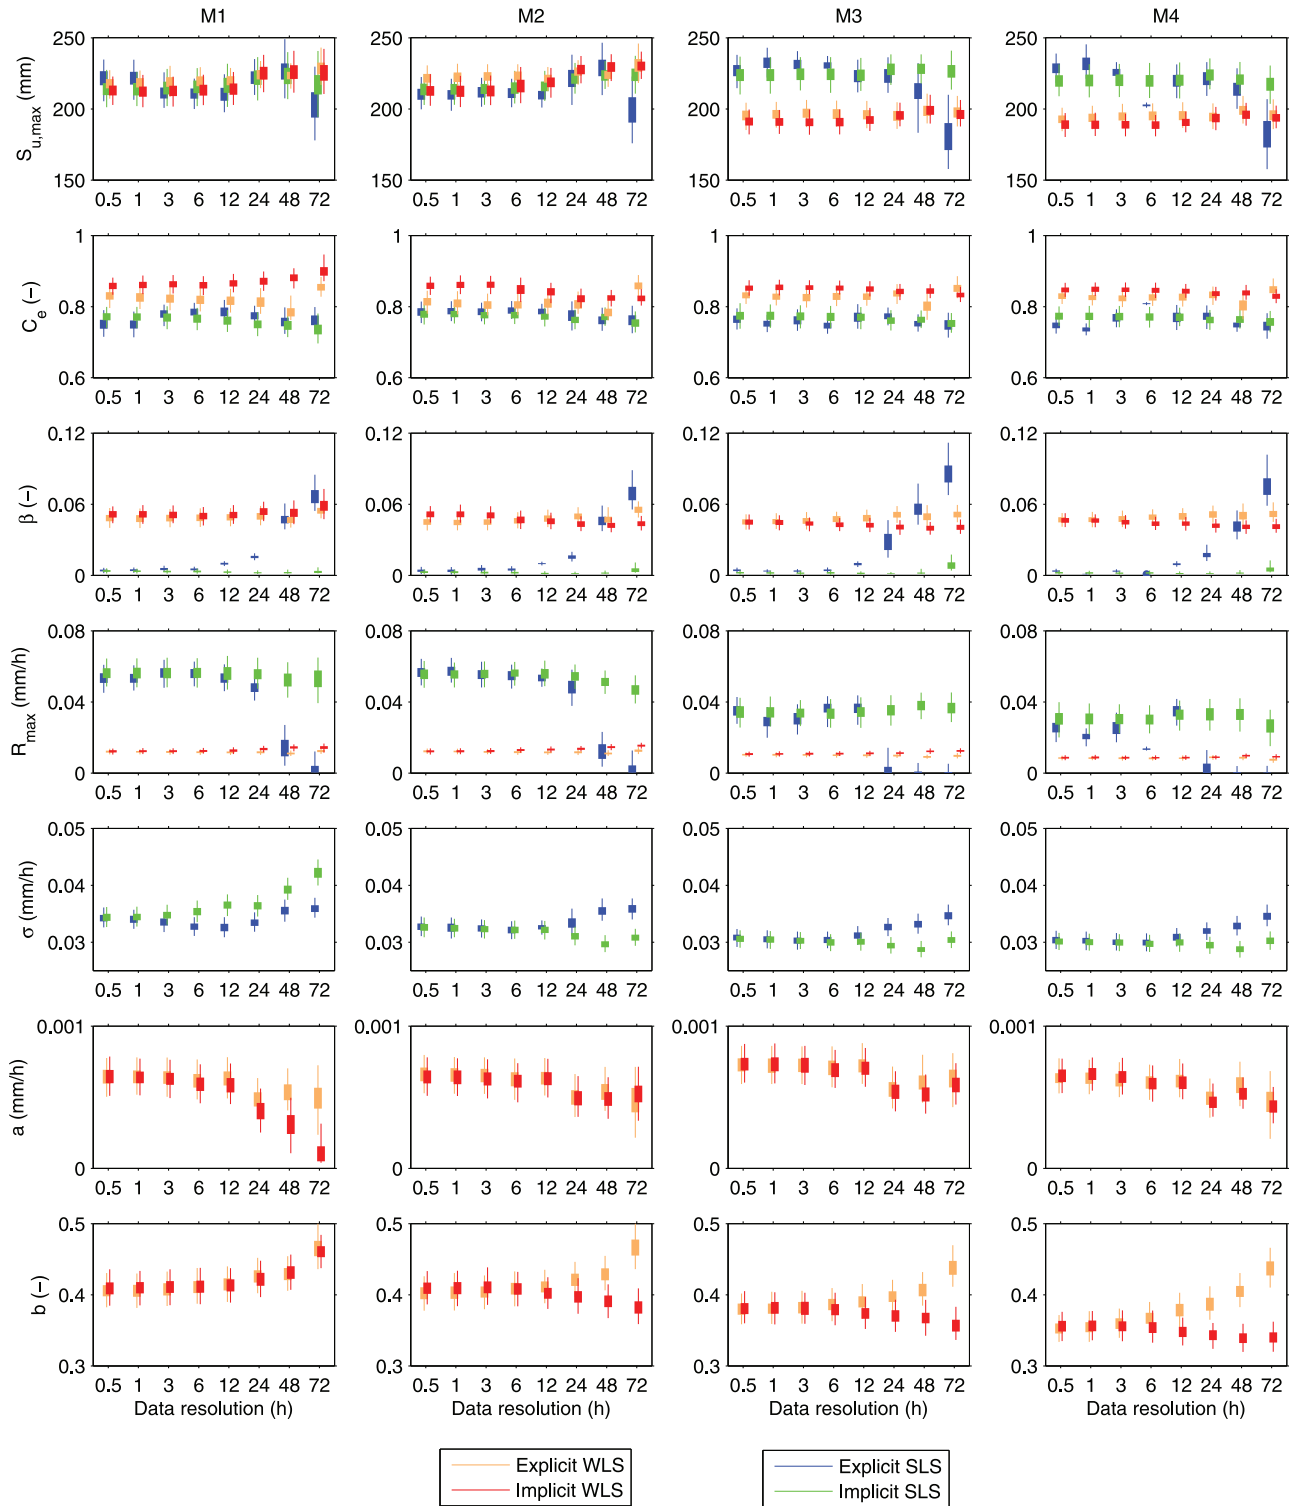 M1 M2 M3 M4
250 250 250 250
200 200 200 200
150 150 150 150
S_u,max (mm)
0.5 1 3 6 12 24 48 72 0.5 1 3 6 12 24 48 72 0.5 1 3 6 12 24 48 72 0.5 1 3 6 12 24 48 72
1 1 1 1
0.8 0.8 0.8 0.8
0.6 0.6 0.6 0.6
C_e (−)
0.5 1 3 6 12 24 48 72 0.5 1 3 6 12 24 48 72 0.5 1 3 6 12 24 48 72 0.5 1 3 6 12 24 48 72
0.12 0.12 0.12 0.12
0.06 0.06 0.06 0.06
0 0 0 0
β (−)
0.5 1 3 6 12 24 48 72 0.5 1 3 6 12 24 48 72 0.5 1 3 6 12 24 48 72 0.5 1 3 6 12 24 48 72
0.08 0.08 0.08 0.08
0.04 0.04 0.04 0.04
0 0 0 0
R_max (mm/h)
0.5 1 3 6 12 24 48 72 0.5 1 3 6 12 24 48 72 0.5 1 3 6 12 24 48 72 0.5 1 3 6 12 24 48 72
0.05 0.05 0.05 0.05
0.04 0.04 0.04 0.04
0.03 0.03 0.03 0.03
σ (mm/h)
0.5 1 3 6 12 24 48 72 0.5 1 3 6 12 24 48 72 0.5 1 3 6 12 24 48 72 0.5 1 3 6 12 24 48 72
0.001 0.001 0.001 0.001
0 0 0 0
a (mm/h)
0.5 1 3 6 12 24 48 72 0.5 1 3 6 12 24 48 72 0.5 1 3 6 12 24 48 72 0.5 1 3 6 12 24 48 72
0.5 0.5 0.5 0.5
0.4 0.4 0.4 0.4
0.3 0.3 0.3 0.3
b (−)
0.5 1 3 6 12 24 48 72 0.5 1 3 6 12 24 48 72 0.5 1 3 6 12 24 48 72 0.5 1 3 6 12 24 48 72
Data resolution (h) Data resolution (h) Data resolution (h) Data resolution (h)
Explicit WLS Explicit SLS
Implicit WLS Implicit SLS